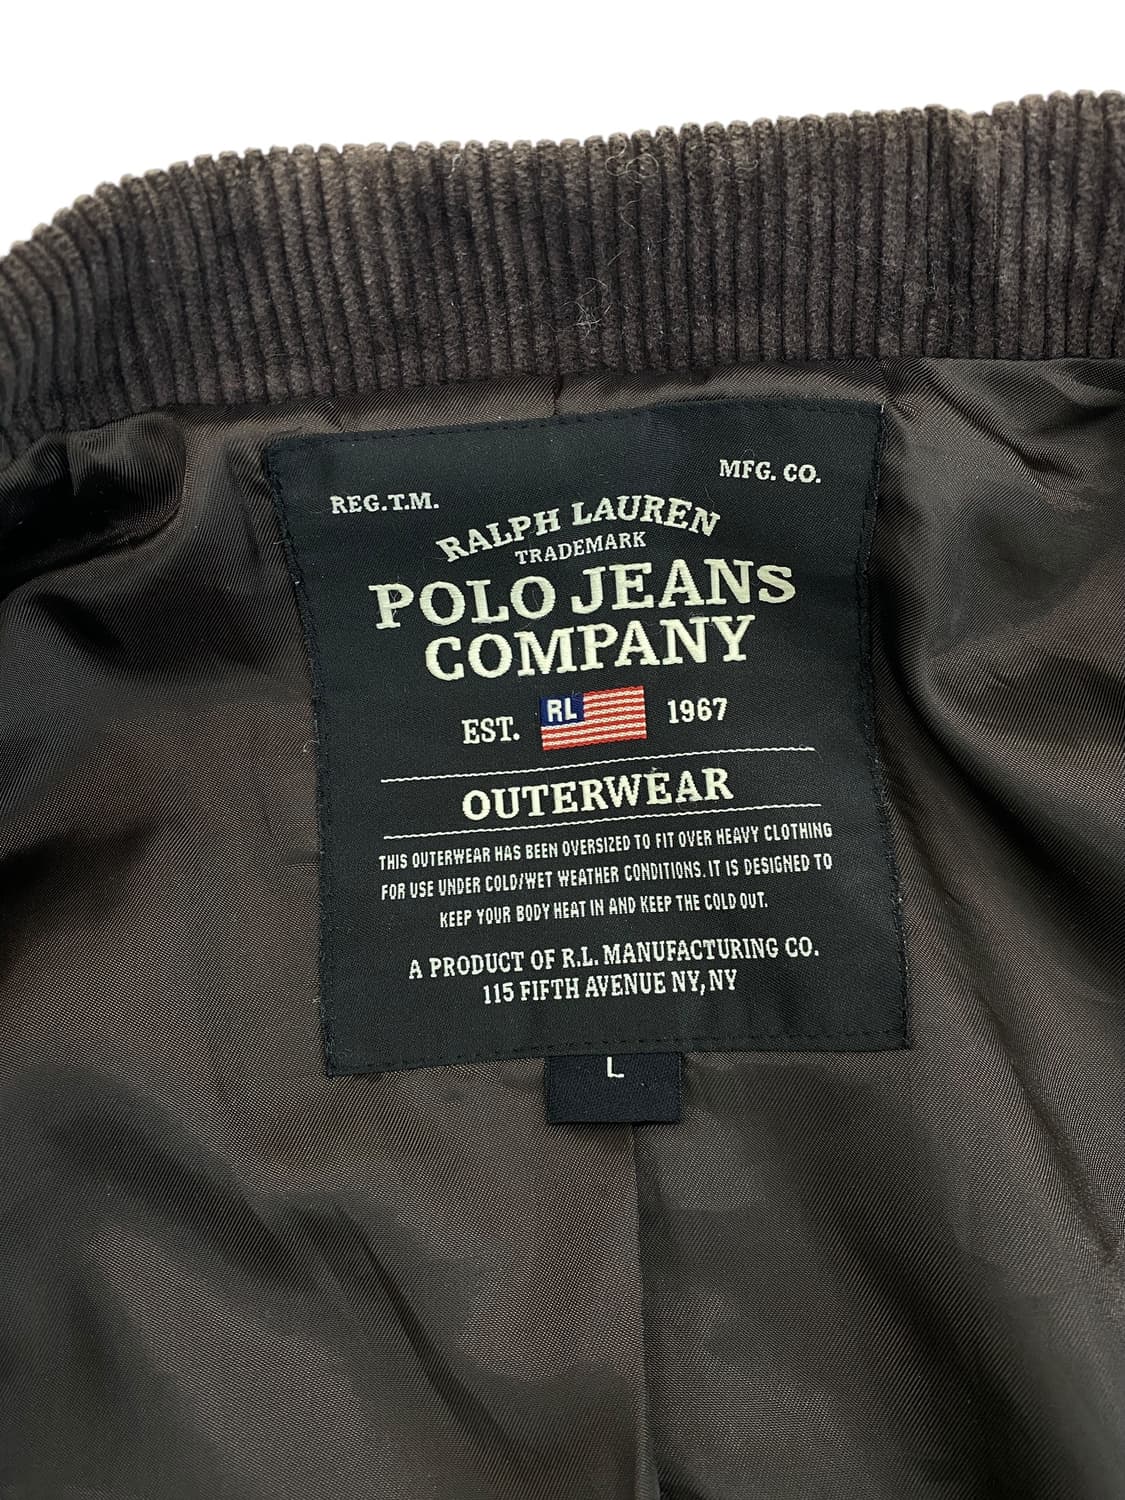 REG.T.M.
MFG. CO.
RALPH LAUREN
TRADEMARK
POLO JEANS
COMPANY
EST. RL 1967
OUTERWEAR
THIS OUTERWEAR HAS BEEN OVERSIZED TO FIT OVER HEAVY CLOTHING
FOR USE UNDER COLD/WET WEATHER CONDITIONS. IT IS DESIGNED TO
KEEP YOUR BODY HEAT IN AND KEEP THE COLD OUT.
A PRODUCT OF R.L. MANUFACTURING CO.
115 FIFTH AVENUE NY, NY
L